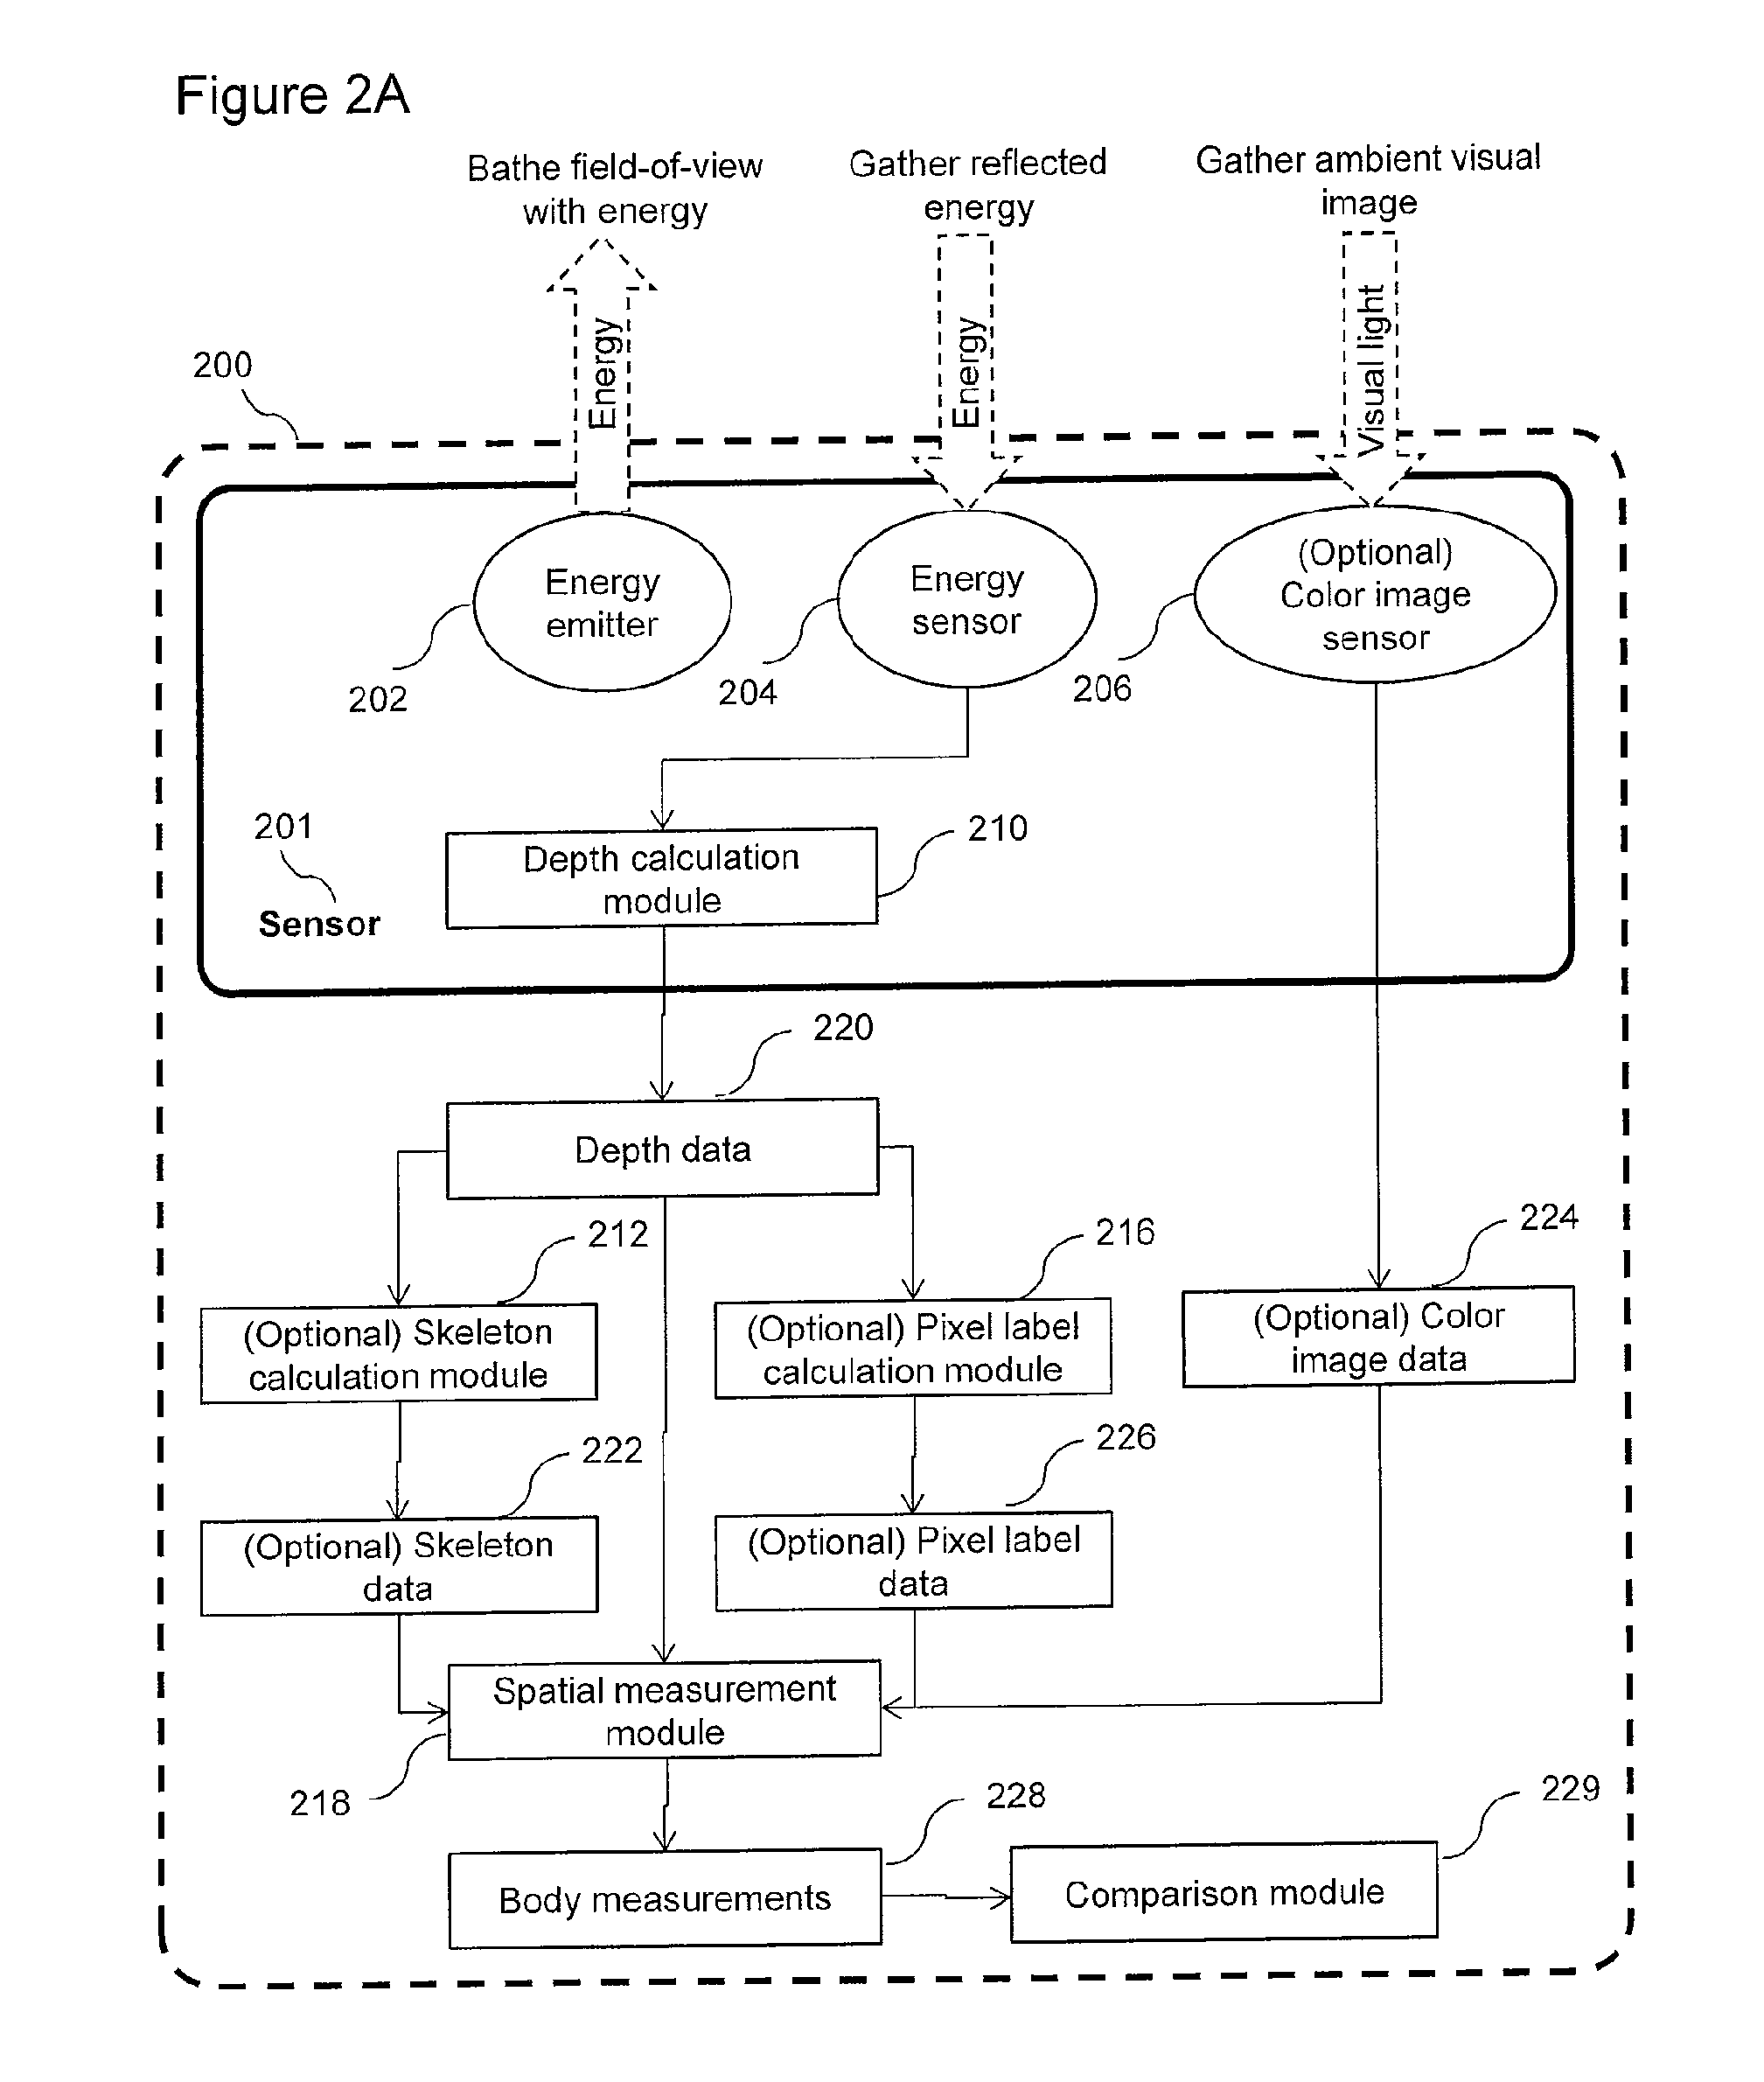 Figure 2A
Bathe field-of-view
with energy
Gather reflected
energy
Gather ambient visual
image
Energy
Energy
Visual light
200
Energy
emitter
Energy
sensor
(Optional)
Color image
sensor
202
204
206
201
Sensor
Depth calculation
module
210
220
Depth data
212
216
224
(Optional) Skeleton
calculation module
(Optional) Pixel label
calculation module
(Optional) Color
image data
222
226
(Optional) Skeleton
data
(Optional) Pixel label
data
Spatial measurement
module
218
228
229
Body measurements
Comparison module